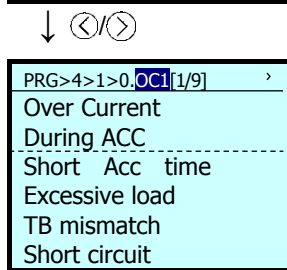 ↓ ‹/›
PRG>4>1>0.OC1[1/9] ›
Over Current
During ACC
Short Acc time
Excessive load
TB mismatch
Short circuit